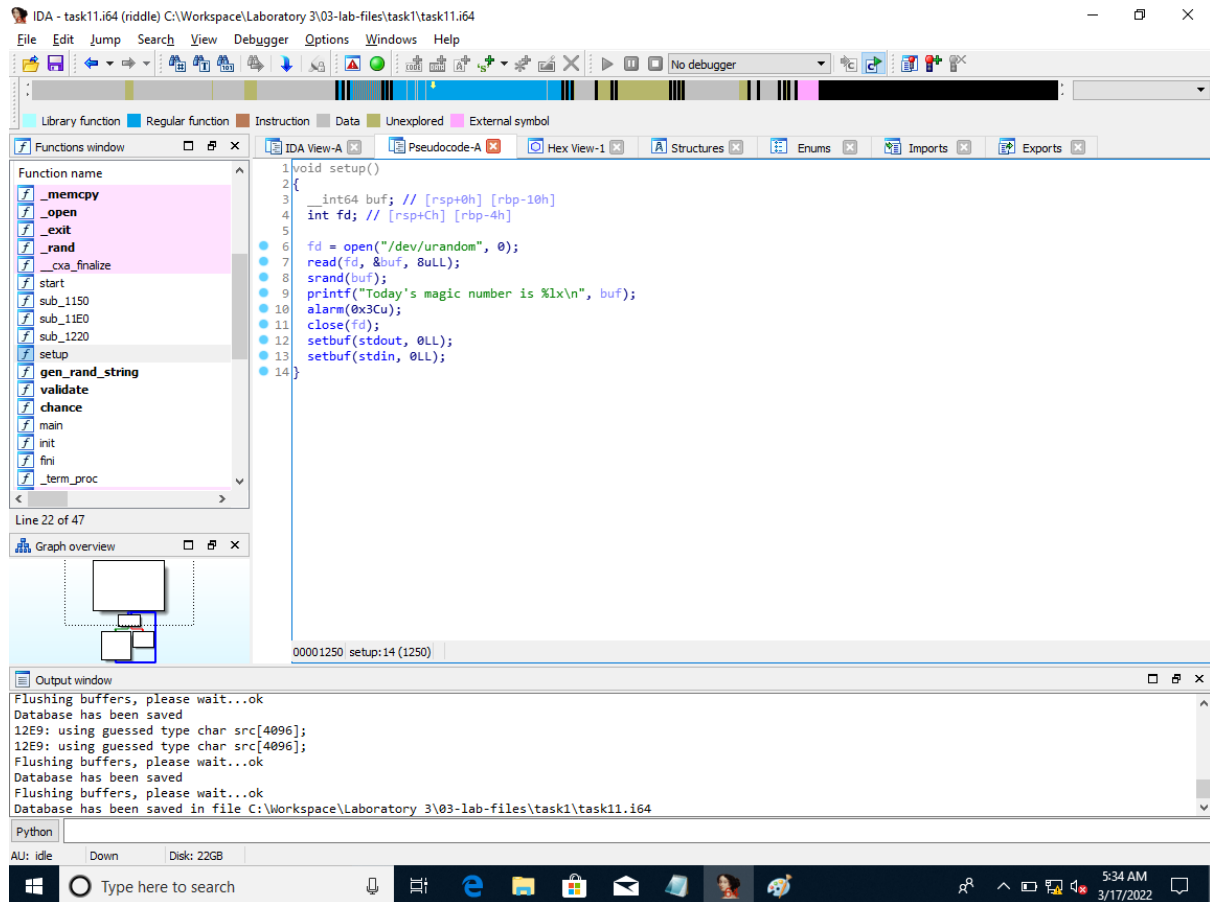 IDA - task11.i64 (riddle) C:\Workspace\Laboratory 3\03-lab-files\task1\task11.i64
File Edit Jump Search View Debugger Options Windows Help
No debugger
Library function Regular function Instruction Data Unexplored External symbol
Functions window
IDA View-A Pseudocode-A Hex View-1 Structures Enums Imports Exports
Function name
_memcpy
_open
_exit
_rand
__cxa_finalize
start
sub_1150
sub_11E0
sub_1220
setup
gen_rand_string
validate
chance
main
init
fini
_term_proc
Line 22 of 47
Graph overview
1 void setup()
2 {
3 __int64 buf; // [rsp+0h] [rbp-10h]
4 int fd; // [rsp+Ch] [rbp-4h]
5
6 fd = open("/dev/urandom", 0);
7 read(fd, &buf, 8uLL);
8 srand(buf);
9 printf("Today's magic number is %lx\n", buf);
10 alarm(0x3Cu);
11 close(fd);
12 setbuf(stdout, 0LL);
13 setbuf(stdin, 0LL);
14 }
00001250 setup:14 (1250)
Output window
Flushing buffers, please wait...ok
Database has been saved
12E9: using guessed type char src[4096];
12E9: using guessed type char src[4096];
Flushing buffers, please wait...ok
Database has been saved
Flushing buffers, please wait...ok
Database has been saved in file C:\Workspace\Laboratory 3\03-lab-files\task1\task11.i64
Python
AU: idle Down Disk: 22GB
Type here to search
5:34 AM
3/17/2022